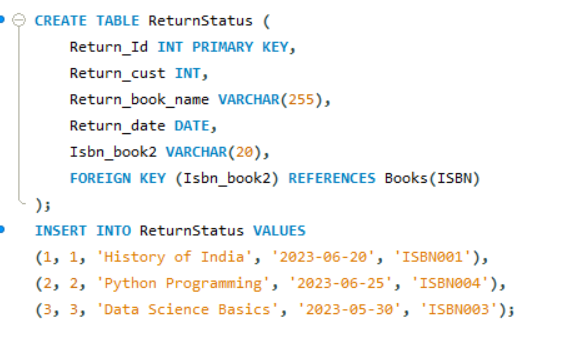 CREATE TABLE ReturnStatus (
Return_Id INT PRIMARY KEY,
Return_cust INT,
Return_book_name VARCHAR(255),
Return_date DATE,
Isbn_book2 VARCHAR(20),
FOREIGN KEY (Isbn_book2) REFERENCES Books(ISBN)
);
INSERT INTO ReturnStatus VALUES
(1, 1, 'History of India', '2023-06-20', 'ISBN001'),
(2, 2, 'Python Programming', '2023-06-25', 'ISBN004'),
(3, 3, 'Data Science Basics', '2023-05-30', 'ISBN003');